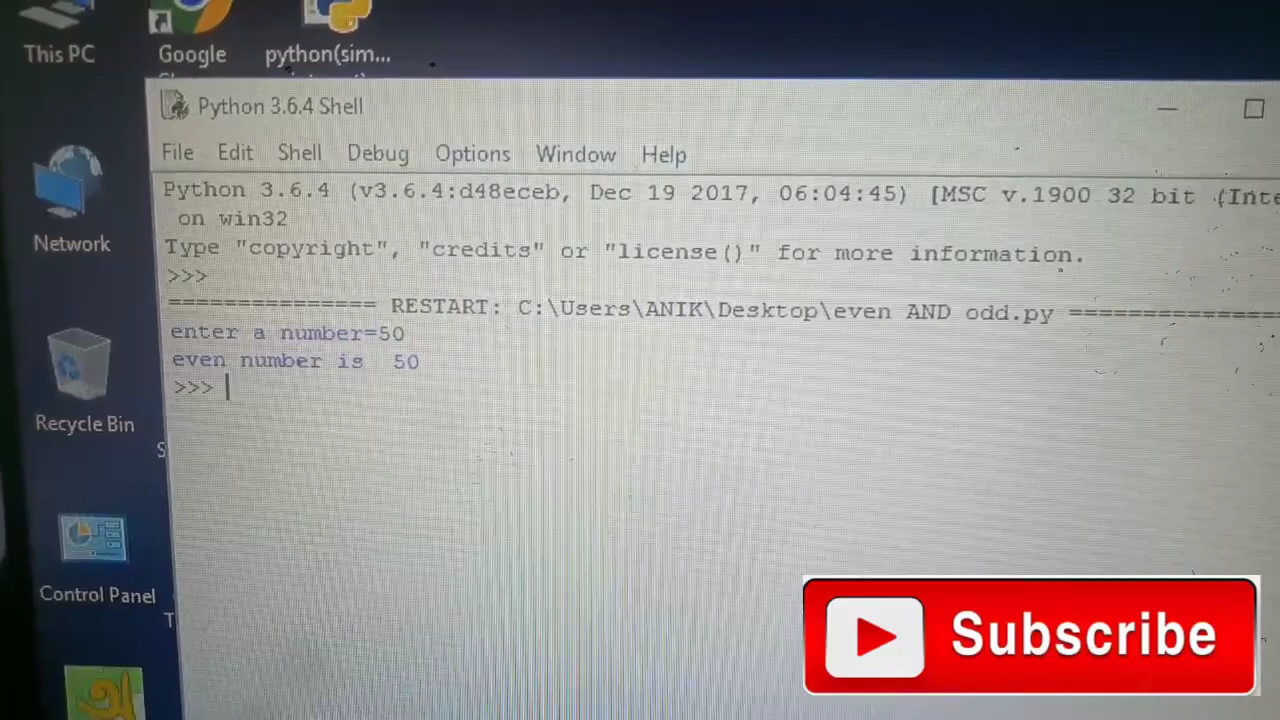 This PC
Google
python(sim...
Python 3.6.4 Shell
File Edit Shell Debug Options Window Help
Python 3.6.4 (v3.6.4:d48eceb, Dec 19 2017, 06:04:45) [MSC v.1900 32 bit (Inte
on win32
Type "copyright", "credits" or "license()" for more information.
>>>
=============== RESTART: C:\Users\ANIK\Desktop\even AND odd.py ===============
enter a number=50
even number is  50
>>>
Network
Recycle Bin
S
Control Panel
T
অ
Subscribe